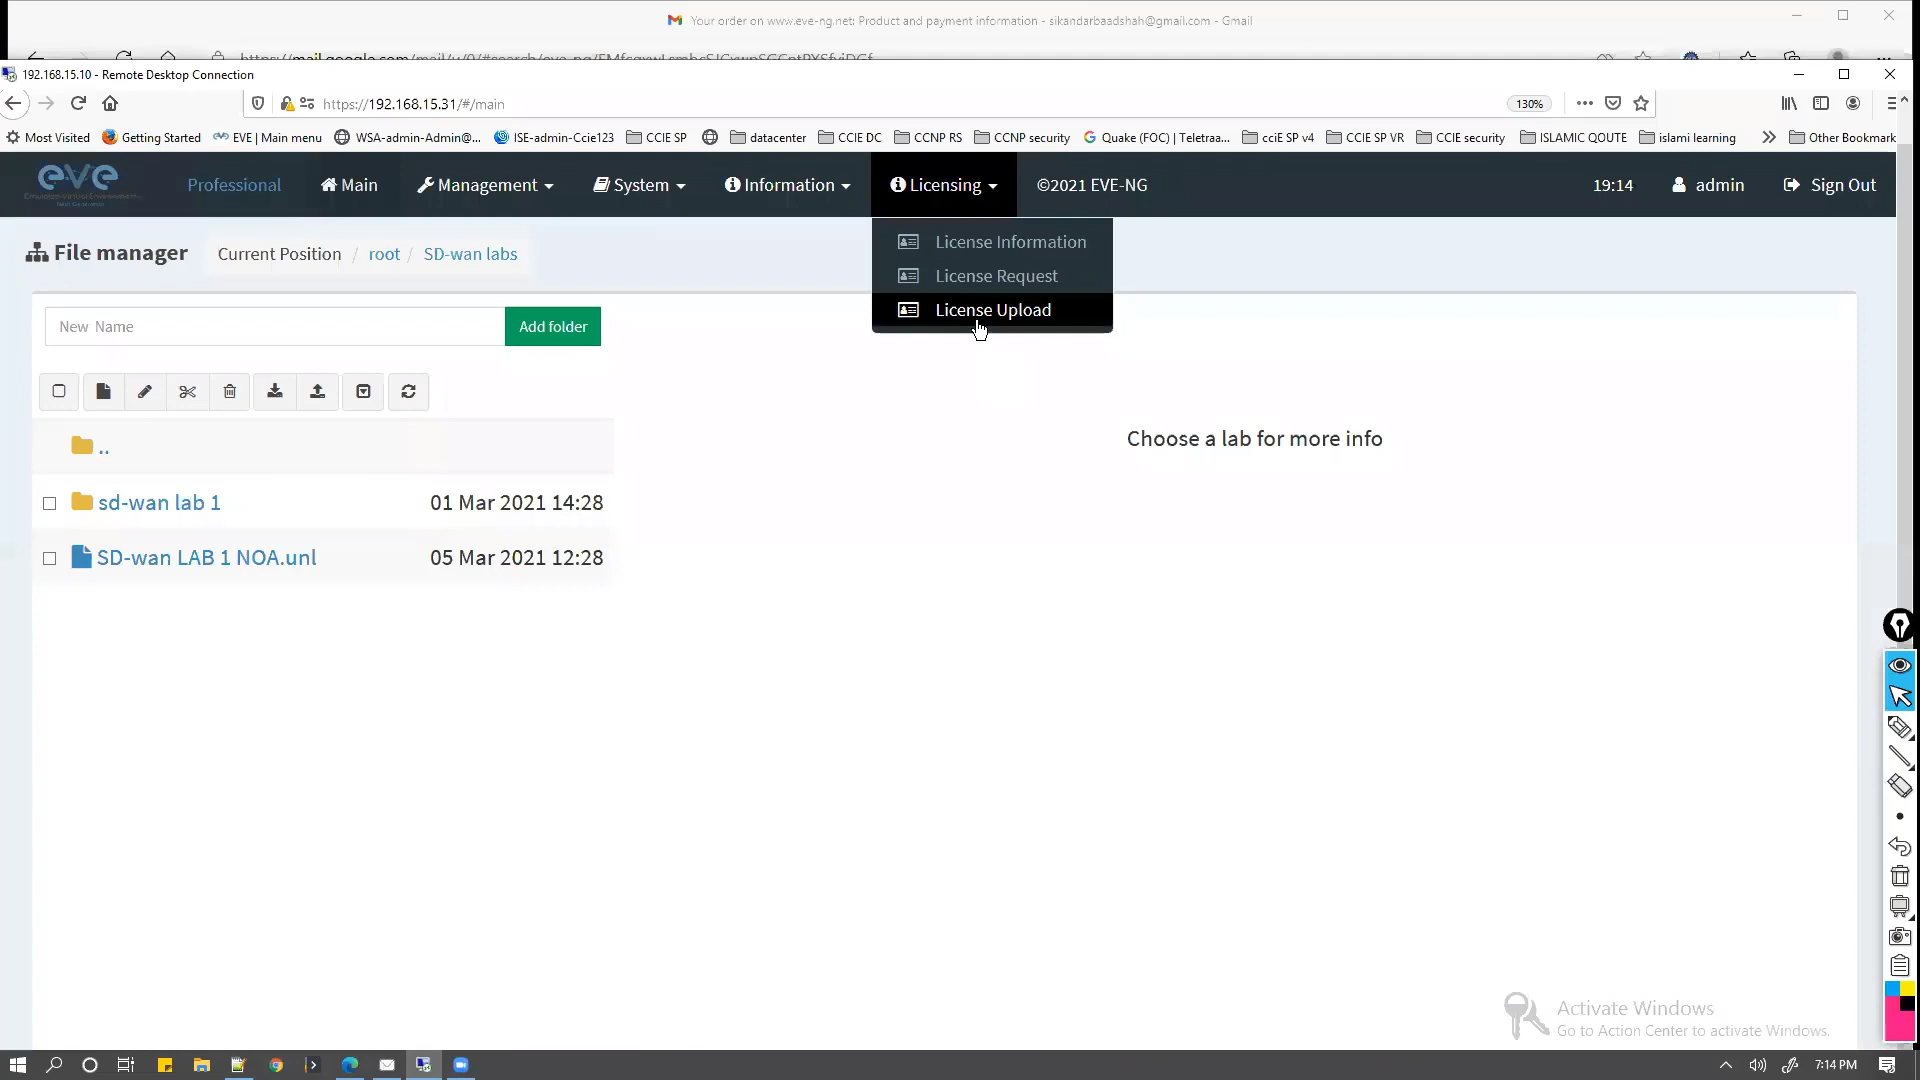 Your order on www.eve-ng.net: Product and payment information - sikandarbaadshah@gmail.com - Gmail
192.168.15.10 - Remote Desktop Connection
https://192.168.15.31/#/main
130%
Most Visited
Getting Started
EVE | Main menu
WSA-admin-Admin@...
ISE-admin-Ccie123
CCIE SP
datacenter
CCIE DC
CCNP RS
CCNP security
Quake (FOC) | Teletraa...
cciE SP v4
CCIE SP VR
CCIE security
ISLAMIC QOUTE
islami learning
Other Bookmark
eve
Professional
Main
Management
System
Information
Licensing
©2021 EVE-NG
19:14
admin
Sign Out
License Information
License Request
License Upload
File manager
Current Position / root / SD-wan labs
New Name
Add folder
..
sd-wan lab 1 01 Mar 2021 14:28
SD-wan LAB 1 NOA.unl 05 Mar 2021 12:28
Choose a lab for more info
Activate Windows
Go to Action Center to activate Windows.
7:14 PM